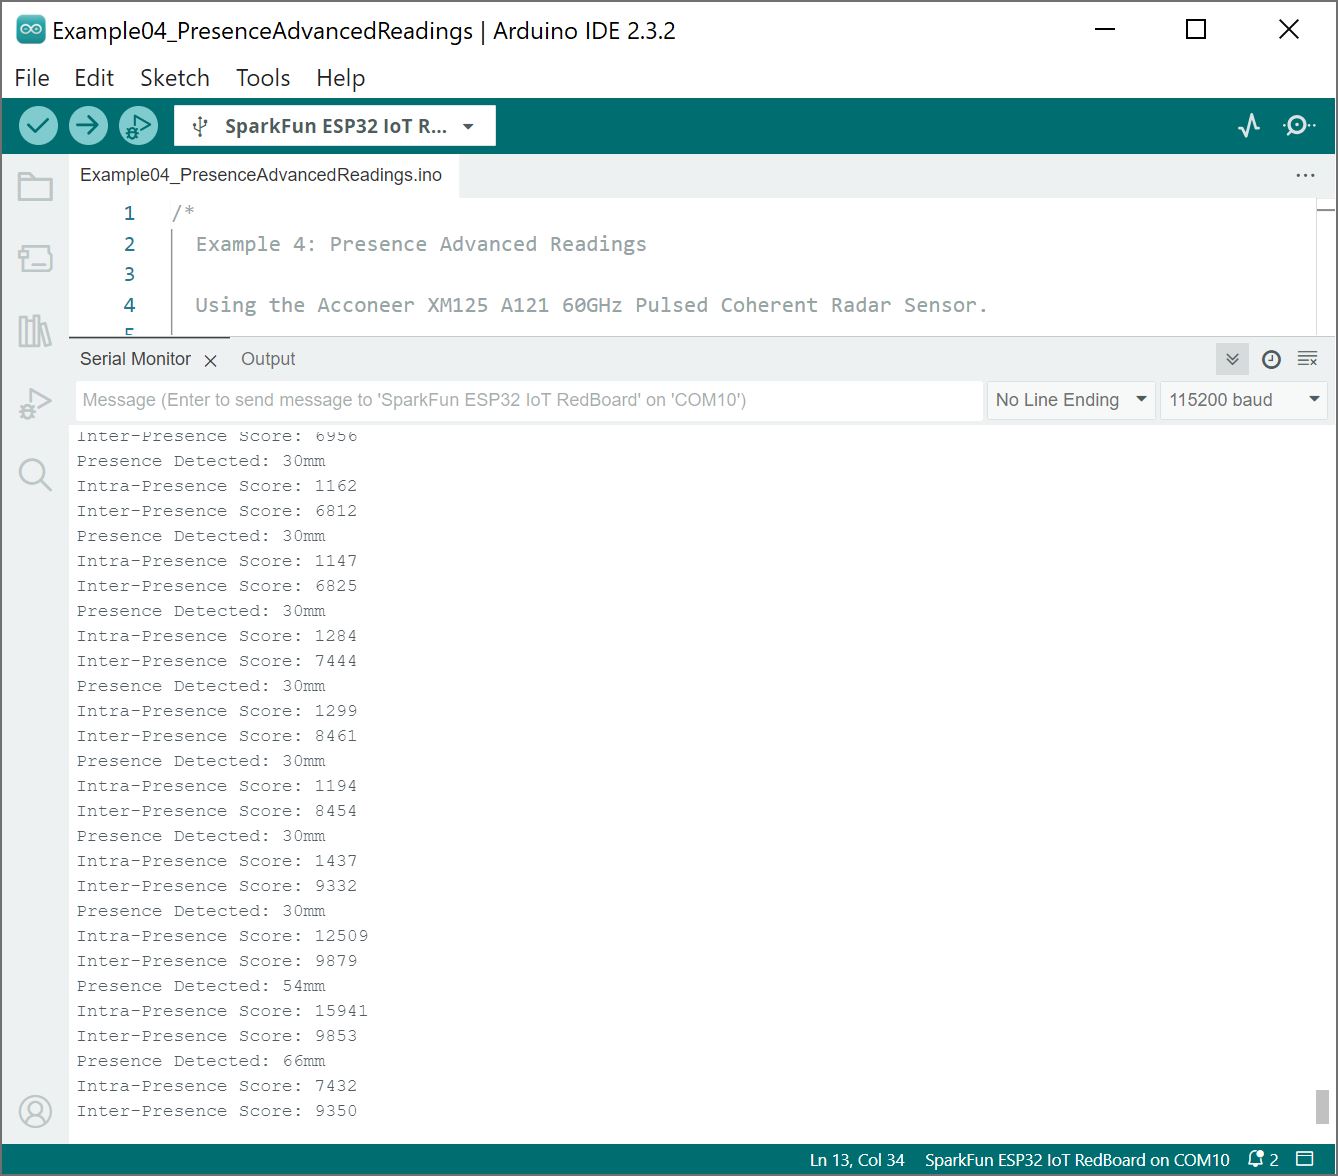 Example04_PresenceAdvancedReadings | Arduino IDE 2.3.2
File Edit Sketch Tools Help
SparkFun ESP32 IoT R...
Example04_PresenceAdvancedReadings.ino
1 /*
2 Example 4: Presence Advanced Readings
3
4 Using the Acconeer XM125 A121 60GHz Pulsed Coherent Radar Sensor.
5
Serial Monitor Output
Message (Enter to send message to 'SparkFun ESP32 IoT RedBoard' on 'COM10') No Line Ending 115200 baud
Inter-Presence Score: 6956
Presence Detected: 30mm
Intra-Presence Score: 1162
Inter-Presence Score: 6812
Presence Detected: 30mm
Intra-Presence Score: 1147
Inter-Presence Score: 6825
Presence Detected: 30mm
Intra-Presence Score: 1284
Inter-Presence Score: 7444
Presence Detected: 30mm
Intra-Presence Score: 1299
Inter-Presence Score: 8461
Presence Detected: 30mm
Intra-Presence Score: 1194
Inter-Presence Score: 8454
Presence Detected: 30mm
Intra-Presence Score: 1437
Inter-Presence Score: 9332
Presence Detected: 30mm
Intra-Presence Score: 12509
Inter-Presence Score: 9879
Presence Detected: 54mm
Intra-Presence Score: 15941
Inter-Presence Score: 9853
Presence Detected: 66mm
Intra-Presence Score: 7432
Inter-Presence Score: 9350
Ln 13, Col 34 SparkFun ESP32 IoT RedBoard on COM10 2